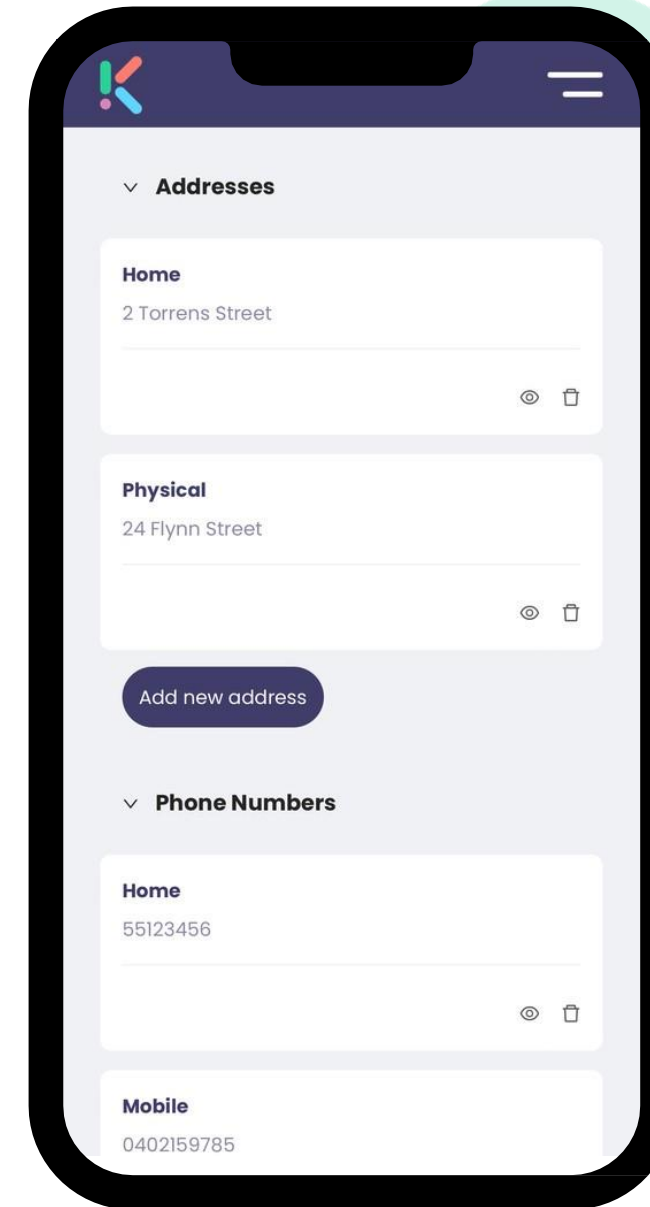 Addresses
Home
2 Torrens Street
Physical
24 Flynn Street
Add new address
Phone Numbers
Home
55123456
Mobile
0402159785